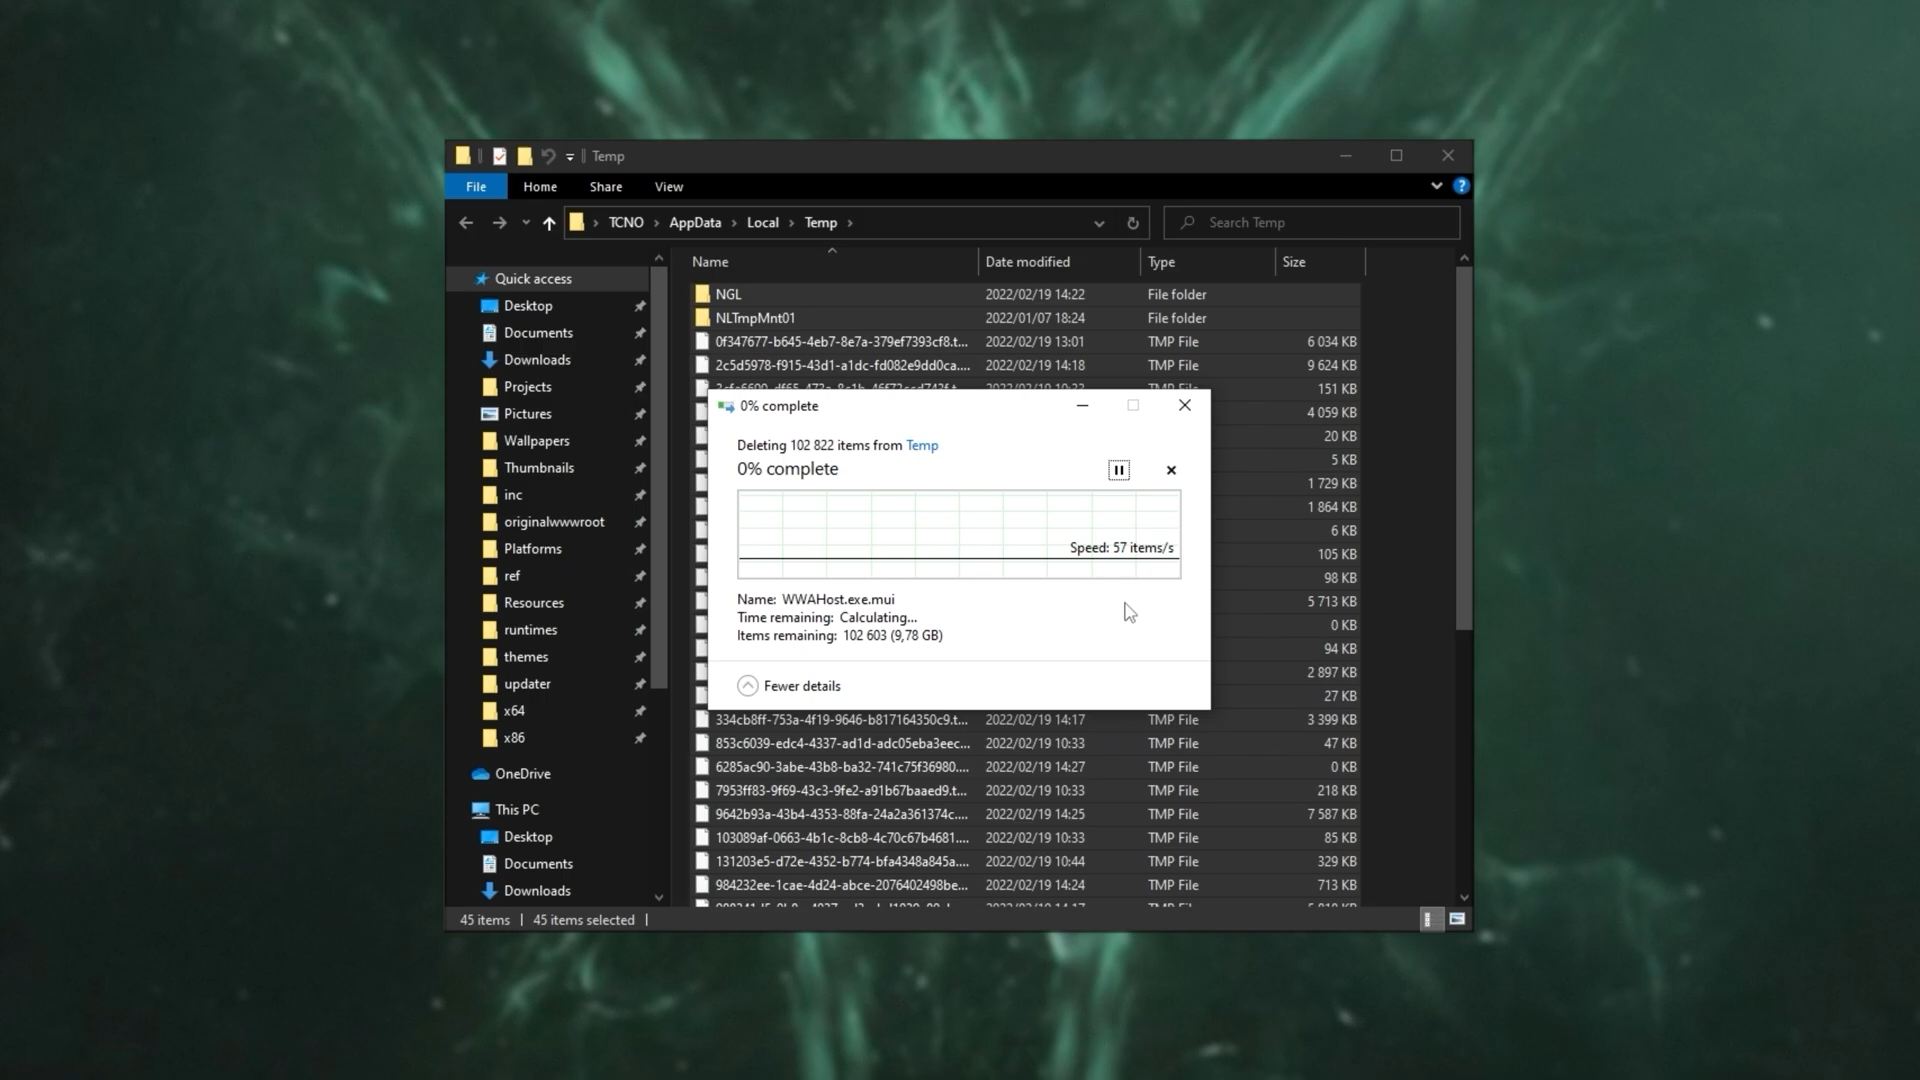 Temp
File Home Share View
TCNO AppData Local Temp
Search Temp
Name Date modified Type Size
Quick access
Desktop
Documents
Downloads
Projects
Pictures
Wallpapers
Thumbnails
inc
originalwwwroot
Platforms
ref
Resources
runtimes
themes
updater
x64
x86
OneDrive
This PC
Desktop
Documents
Downloads
NGL 2022/02/19 14:22 File folder
NLTmpMnt01 2022/01/07 18:24 File folder
0f347677-b645-4eb7-8e7a-379ef7393cf8.t... 2022/02/19 13:01 TMP File 6 034 KB
2c5d5978-f915-43d1-a1dc-fd082e9dd0ca.... 2022/02/19 14:18 TMP File 9 624 KB
TMP File 151 KB
4 059 KB
20 KB
5 KB
1 729 KB
1 864 KB
6 KB
105 KB
98 KB
5 713 KB
0 KB
94 KB
2 897 KB
27 KB
0% complete
Deleting 102 822 items from Temp
0% complete
Speed: 57 items/s
Name: WWAHost.exe.mui
Time remaining: Calculating...
Items remaining: 102 603 (9,78 GB)
Fewer details
334cb8ff-753a-4f19-9646-b817164350c9.t... 2022/02/19 14:17 TMP File 3 399 KB
853c6039-edc4-4337-ad1d-adc05eba3eec... 2022/02/19 10:33 TMP File 47 KB
6285ac90-3abe-43b8-ba32-741c75f36980.... 2022/02/19 14:27 TMP File 0 KB
7953ff83-9f69-43c3-9fe2-a91b67baaed9.t... 2022/02/19 10:33 TMP File 218 KB
9642b93a-43b4-4353-88fa-24a2a361374c.... 2022/02/19 14:25 TMP File 7 587 KB
103089af-0663-4b1c-8cb8-4c70c67b4681.... 2022/02/19 10:33 TMP File 85 KB
131203e5-d72e-4352-b774-bfa4348a845a.... 2022/02/19 10:44 TMP File 329 KB
984232ee-1cae-4d24-abce-2076402498be... 2022/02/19 14:24 TMP File 713 KB
45 items 45 items selected